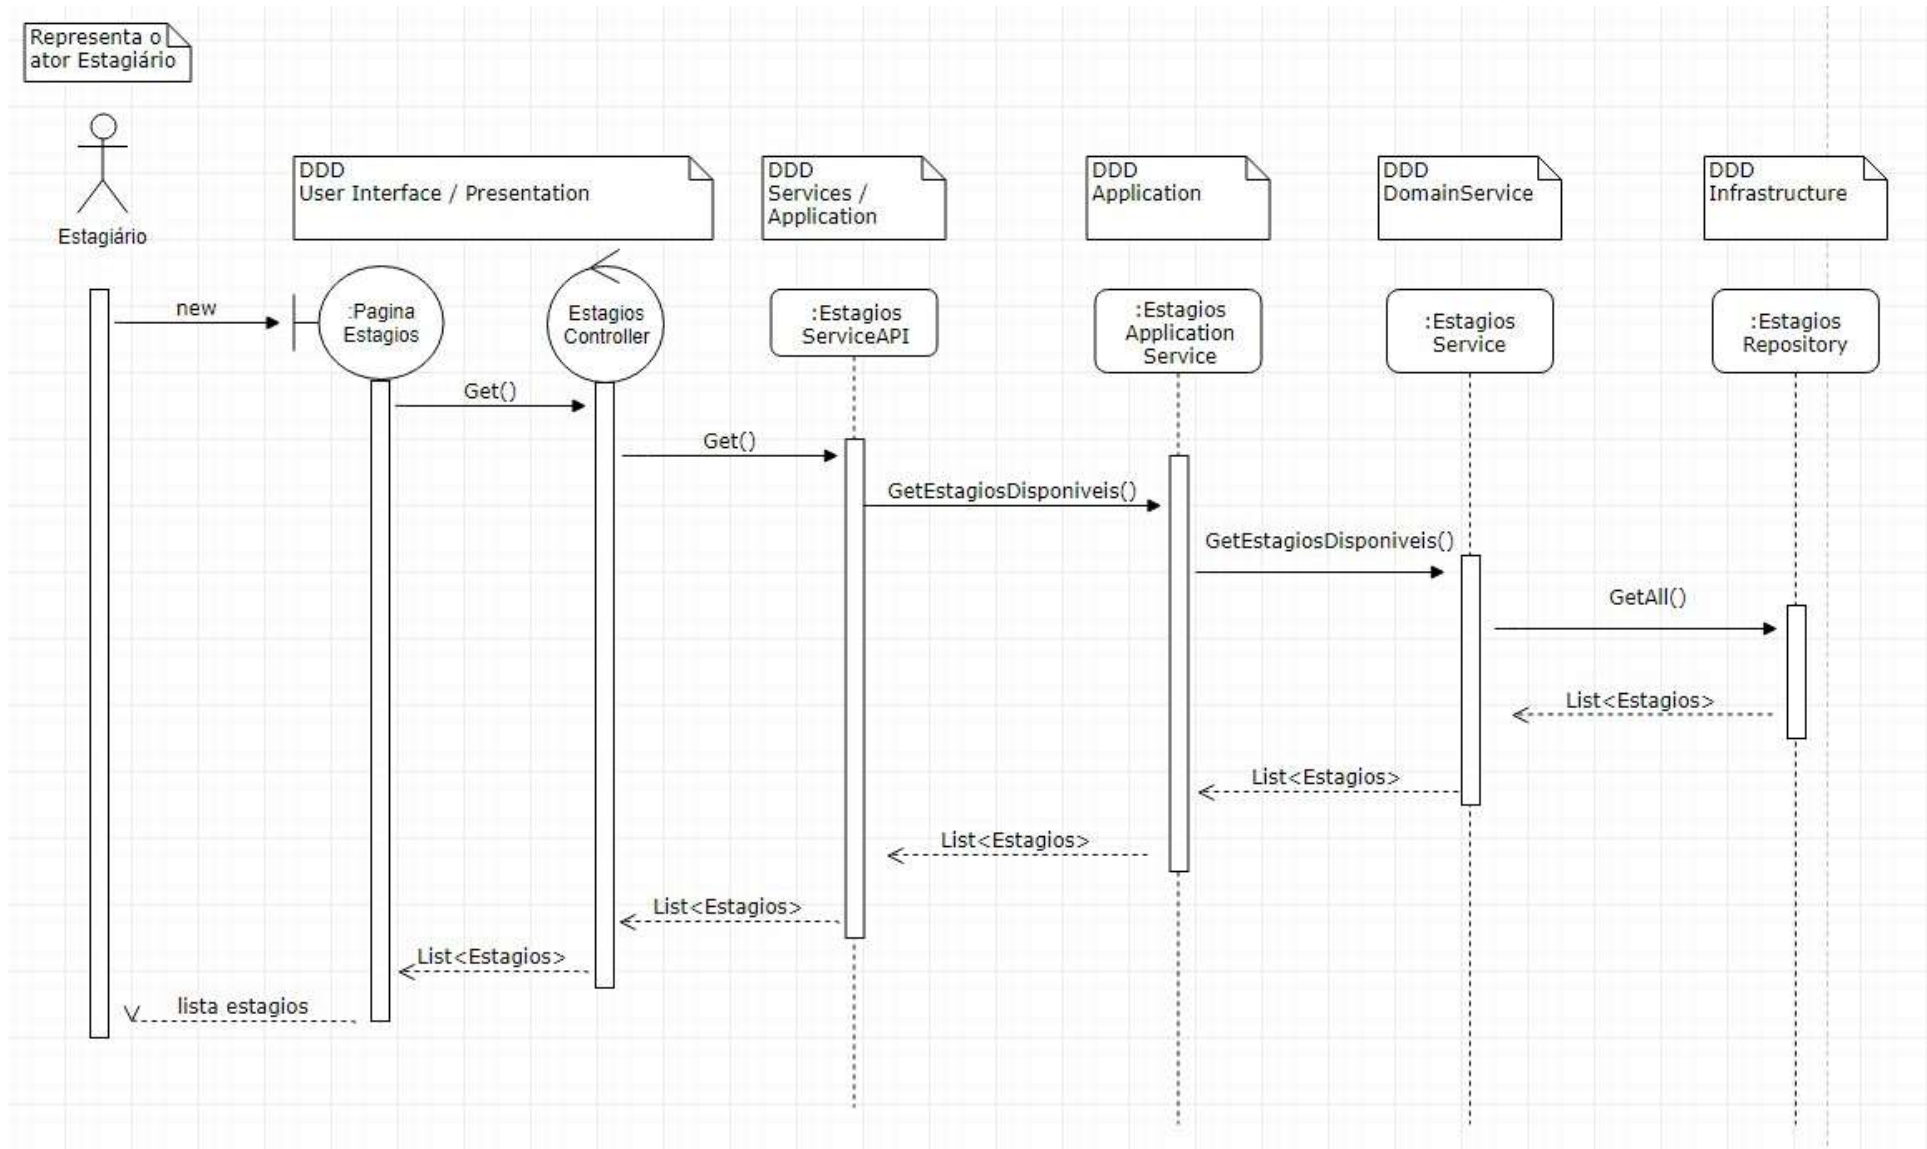 Representa o
ator Estagiário
Estagiário
DDD
User Interface / Presentation
DDD
Services /
Application
DDD
Application
DDD
DomainService
DDD
Infrastructure
new
:Pagina
Estagios
Estagios
Controller
:Estagios
ServiceAPI
:Estagios
Application
Service
:Estagios
Service
:Estagios
Repository
Get()
Get()
GetEstagiosDisponiveis()
GetEstagiosDisponiveis()
GetAll()
List<Estagios>
List<Estagios>
List<Estagios>
List<Estagios>
List<Estagios>
lista estagios